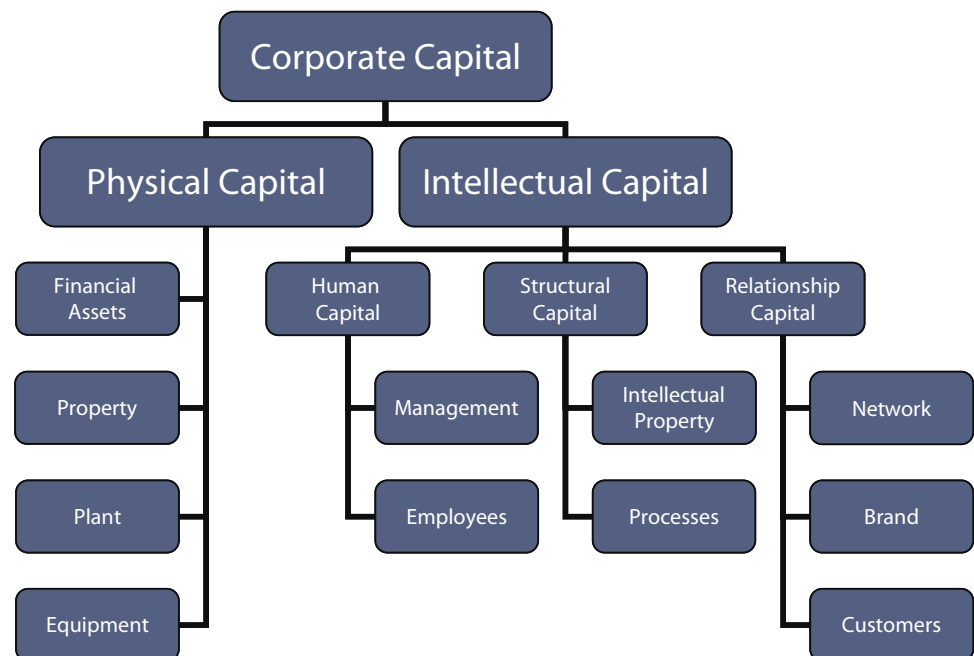 Corporate Capital
Physical Capital
Intellectual Capital
Financial
Assets
Property
Plant
Equipment
Human
Capital
Management
Employees
Structural
Capital
Intellectual
Property
Processes
Relationship
Capital
Network
Brand
Customers